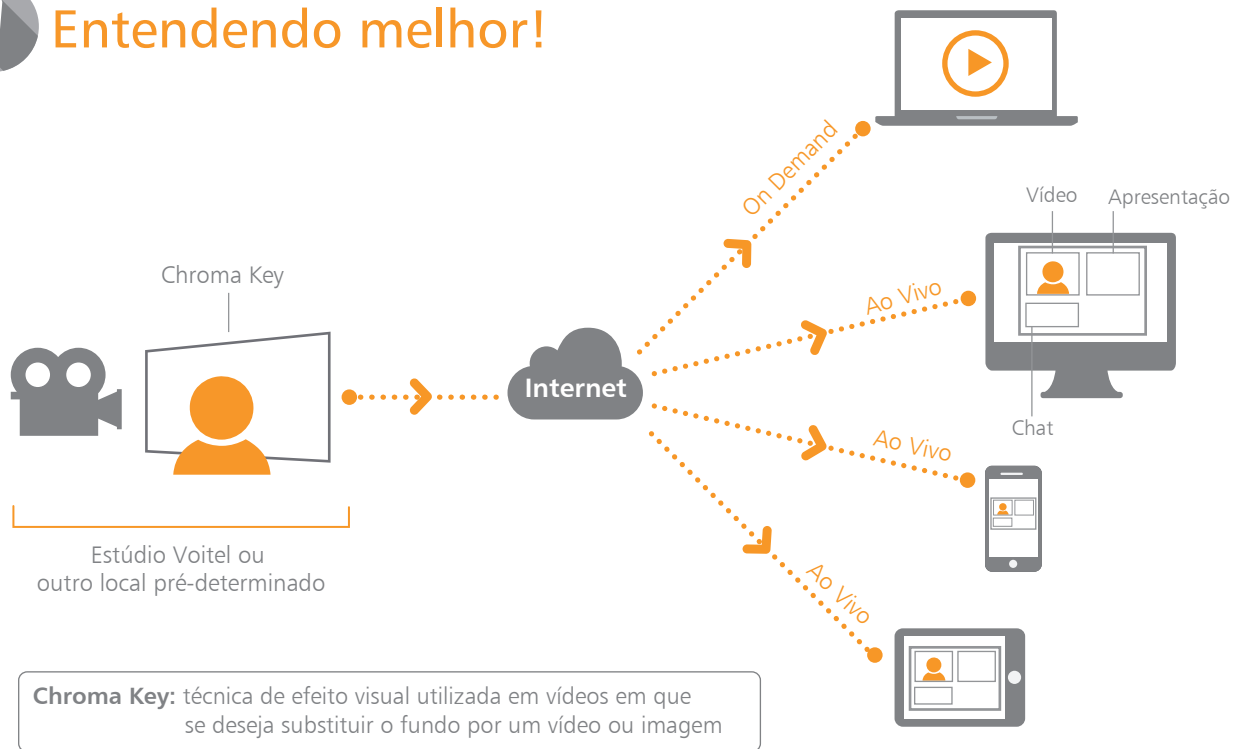 Entendendo melhor!
On Demand
Vídeo
Apresentação
Ao Vivo
Chroma Key
Internet
Chat
Ao Vivo
Estúdio Voitel ou
outro local pré-determinado
Ao Vivo
Chroma Key: técnica de efeito visual utilizada em vídeos em que
se deseja substituir o fundo por um vídeo ou imagem